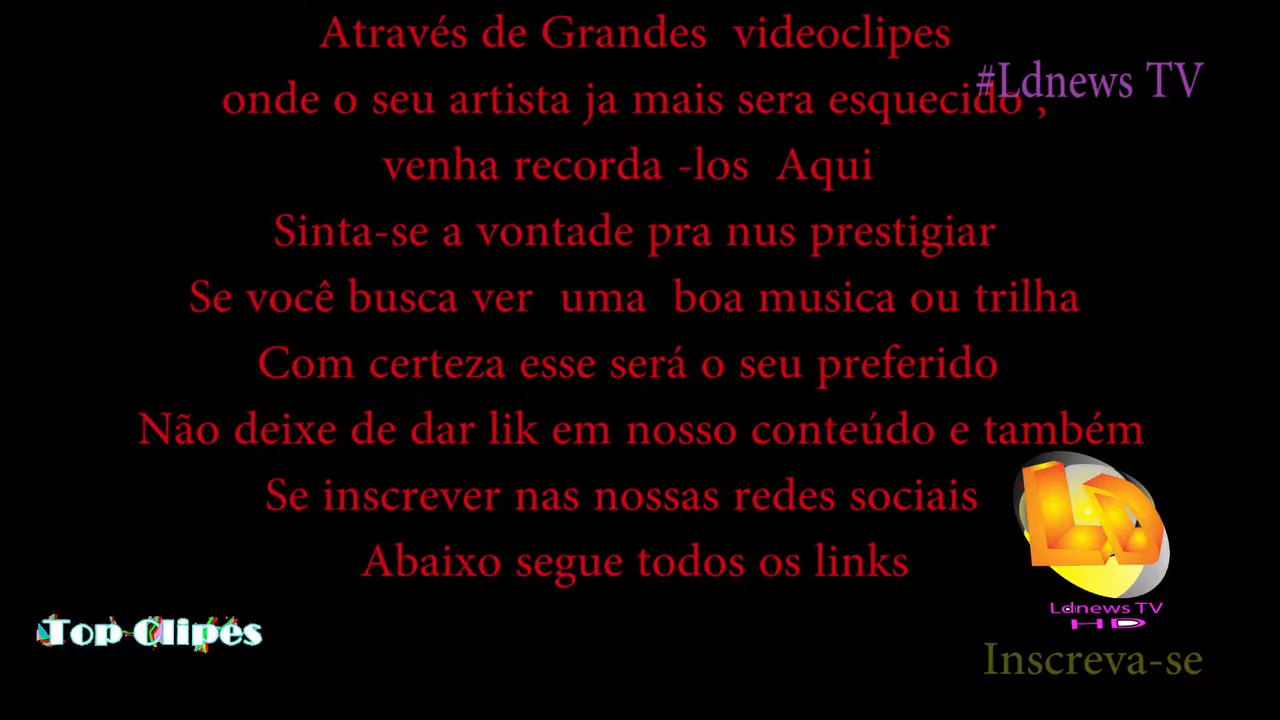 Através de Grandes videoclipes
#Ldnews TV
onde o seu artista ja mais sera esquecido ,
venha recorda -los Aqui
Sinta-se a vontade pra nus prestigiar
Se você busca ver uma boa musica ou trilha
Com certeza esse será o seu preferido
Não deixe de dar lik em nosso conteúdo e também
Se inscrever nas nossas redes sociais
Abaixo segue todos os links
LD
Ldnews TV
HD
Top Clipes
Inscreva-se